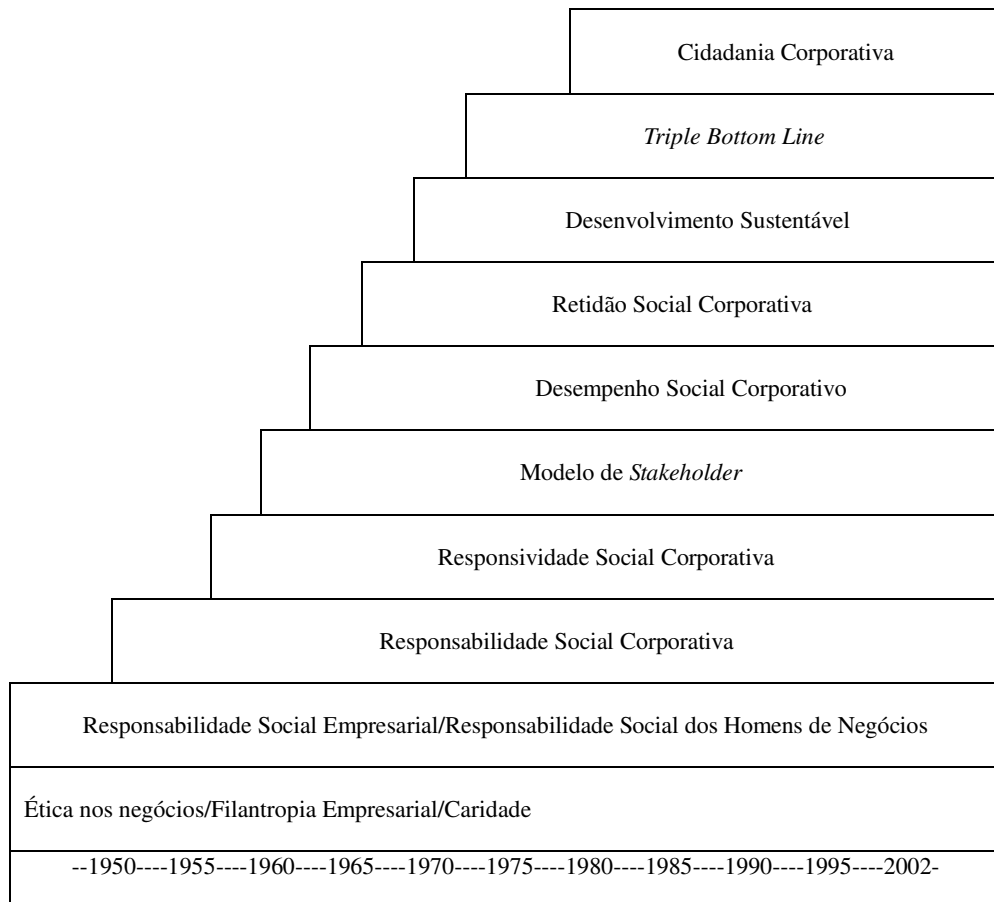 Cidadania Corporativa
Triple Bottom Line
Desenvolvimento Sustentável
Retidão Social Corporativa
Desempenho Social Corporativo
Modelo de Stakeholder
Responsividade Social Corporativa
Responsabilidade Social Corporativa
Responsabilidade Social Empresarial/Responsabilidade Social dos Homens de Negócios
Ética nos negócios/Filantropia Empresarial/Caridade
--1950----1955----1960----1965----1970----1975----1980----1985----1990----1995----2002-